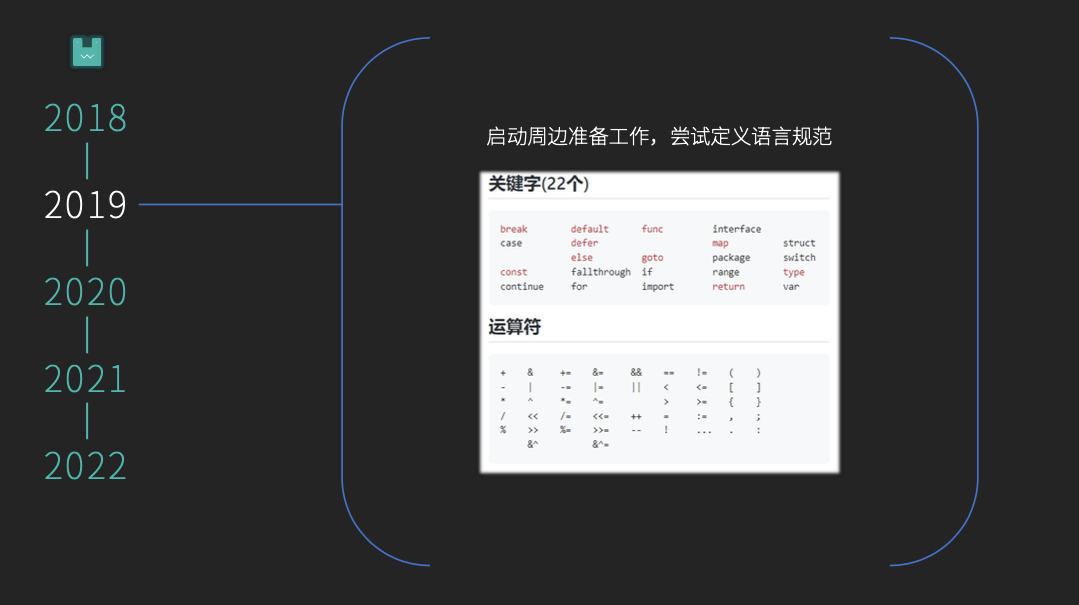 2018
2019
2020
2021
2022
启动周边准备工作，尝试定义语言规范
关键字(22个)
break default func interface
case defer map struct
else goto package switch
const fallthrough if range type
continue for import return var
运算符
+ & += &= && == != ( )
- | -= |= || < <= [ ]
* ^ *= ^= > >= { }
/ << /= <<= ++ = := , ;
% >> %= >>= -- ! ... . :
&^ &^=